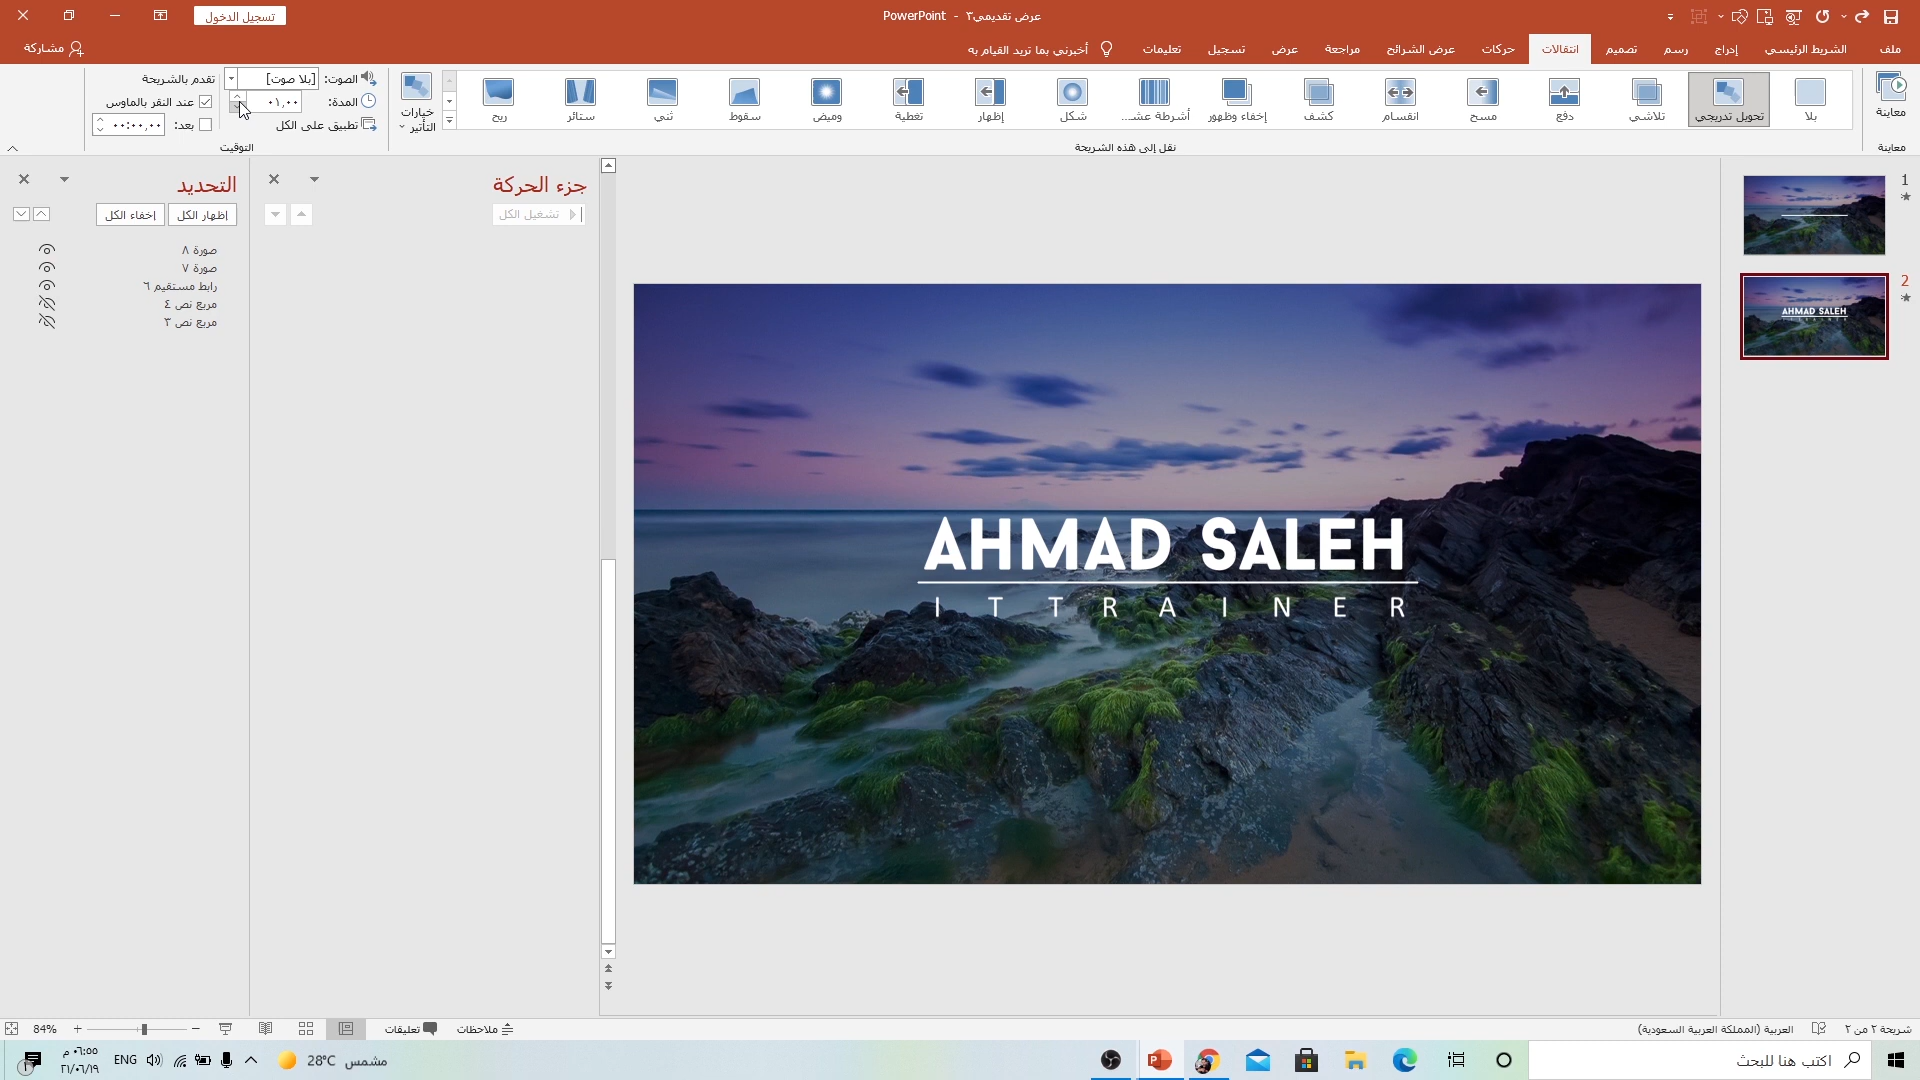 عرض تقديمي٣ - PowerPoint
تسجيل الدخول
ملف
الشريط الرئيسي
إدراج
رسم
تصميم
انتقالات
حركات
عرض الشرائح
مراجعة
عرض
تسجيل
تعليمات
أخبرني بما تريد القيام به
مشاركة
معاينة
بلا
تحويل تدريجي
تلاشي
دفع
مسح
انقسام
كشف
إخفاء وظهور
أشرطة عشـ...
شكل
إظهار
تغطية
وميض
سقوط
ثني
ستائر
ريح
خيارات التأثير
الصوت: [بلا صوت]
المدة: ٠١,٠٠
تطبيق على الكل
تقدم بالشريحة
عند النقر بالماوس
بعد: ٠٠:٠٠,٠٠
معاينة
نقل إلى هذه الشريحة
التوقيت
1
2
AHMAD SALEH
AHMAD SALEH
I T T R A I N E R
جزء الحركة
تشغيل الكل
التحديد
إظهار الكل
إخفاء الكل
صورة ٨
صورة ٧
رابط مستقيم ٦
مربع نص ٤
مربع نص ٣
شريحة ٢ من ٢
العربية (المملكة العربية السعودية)
ملاحظات
تعليقات
84%
اكتب هنا للبحث
28°C مشمس
ENG
٠٦:٥٥ م
٢١/٠٦/١٩